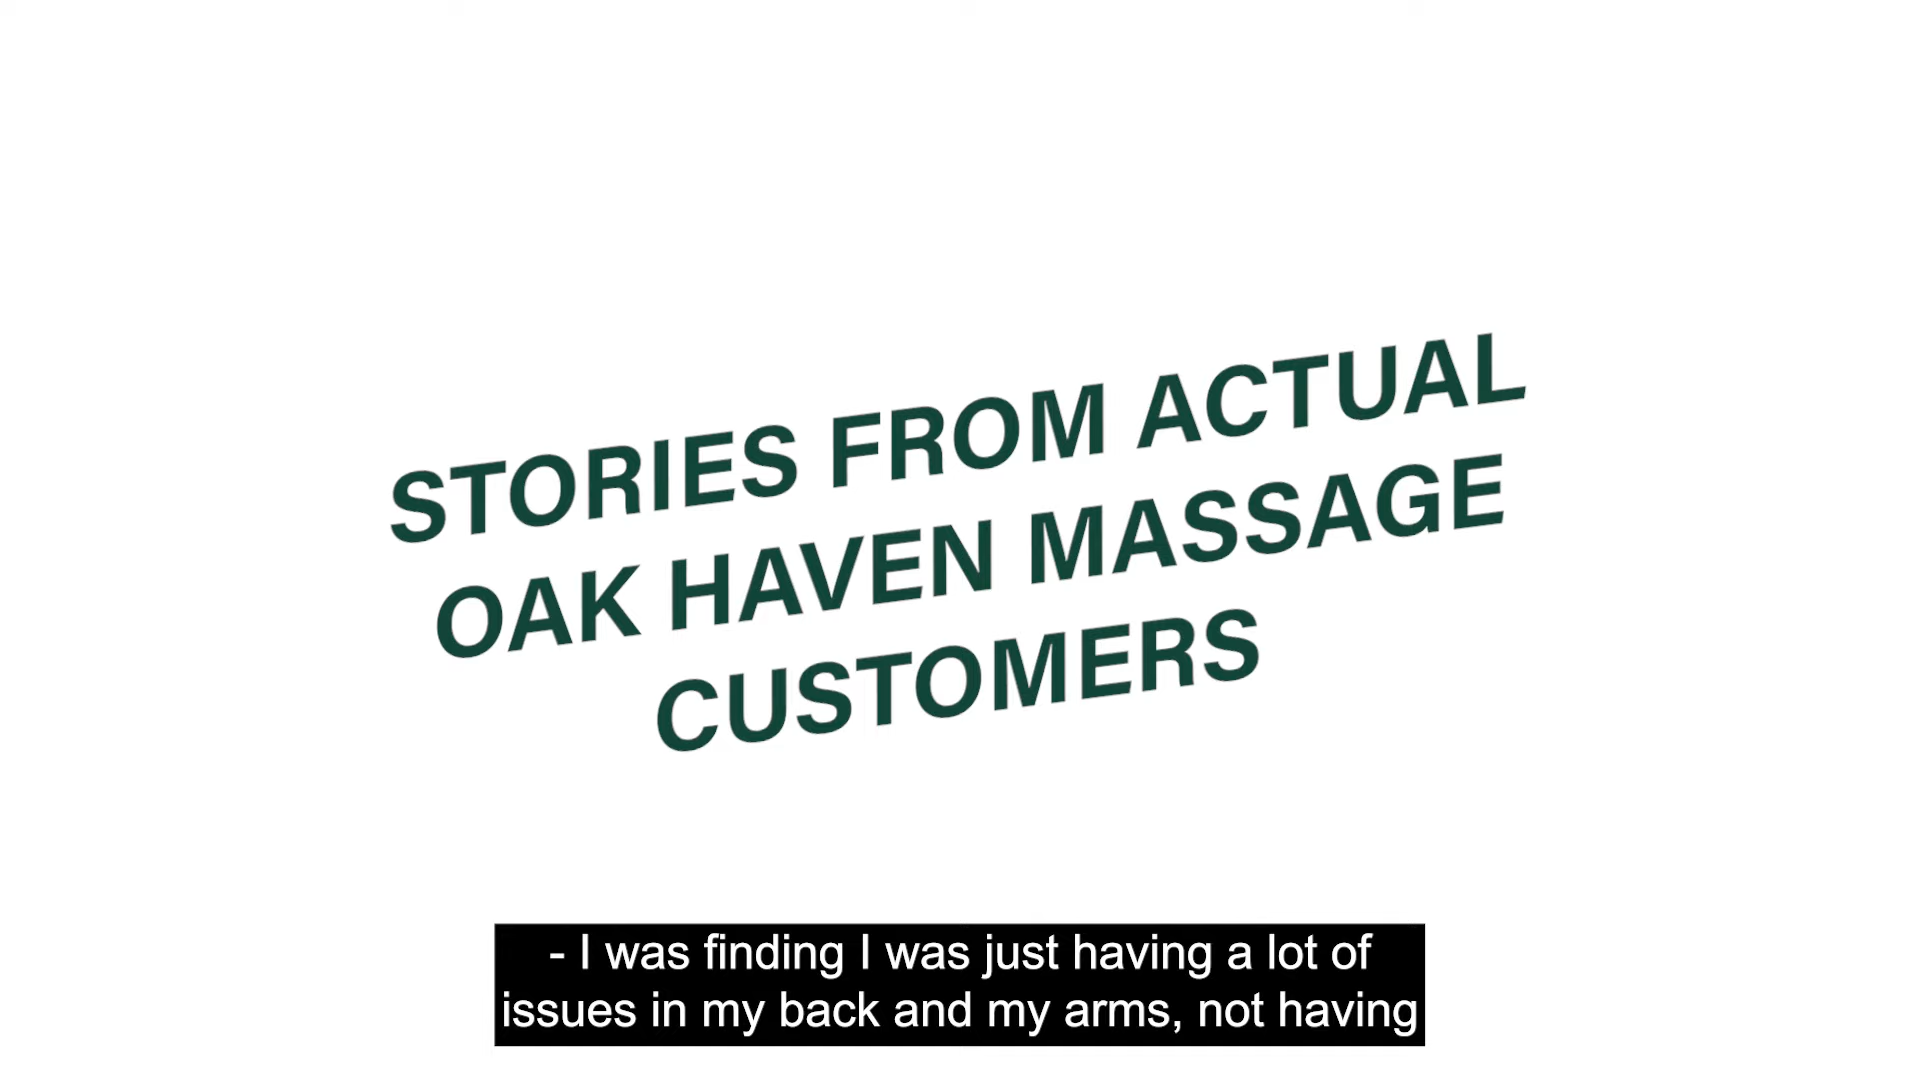 STORIES FROM ACTUAL
OAK HAVEN MASSAGE
CUSTOMERS
- I was finding I was just having a lot of
issues in my back and my arms, not having